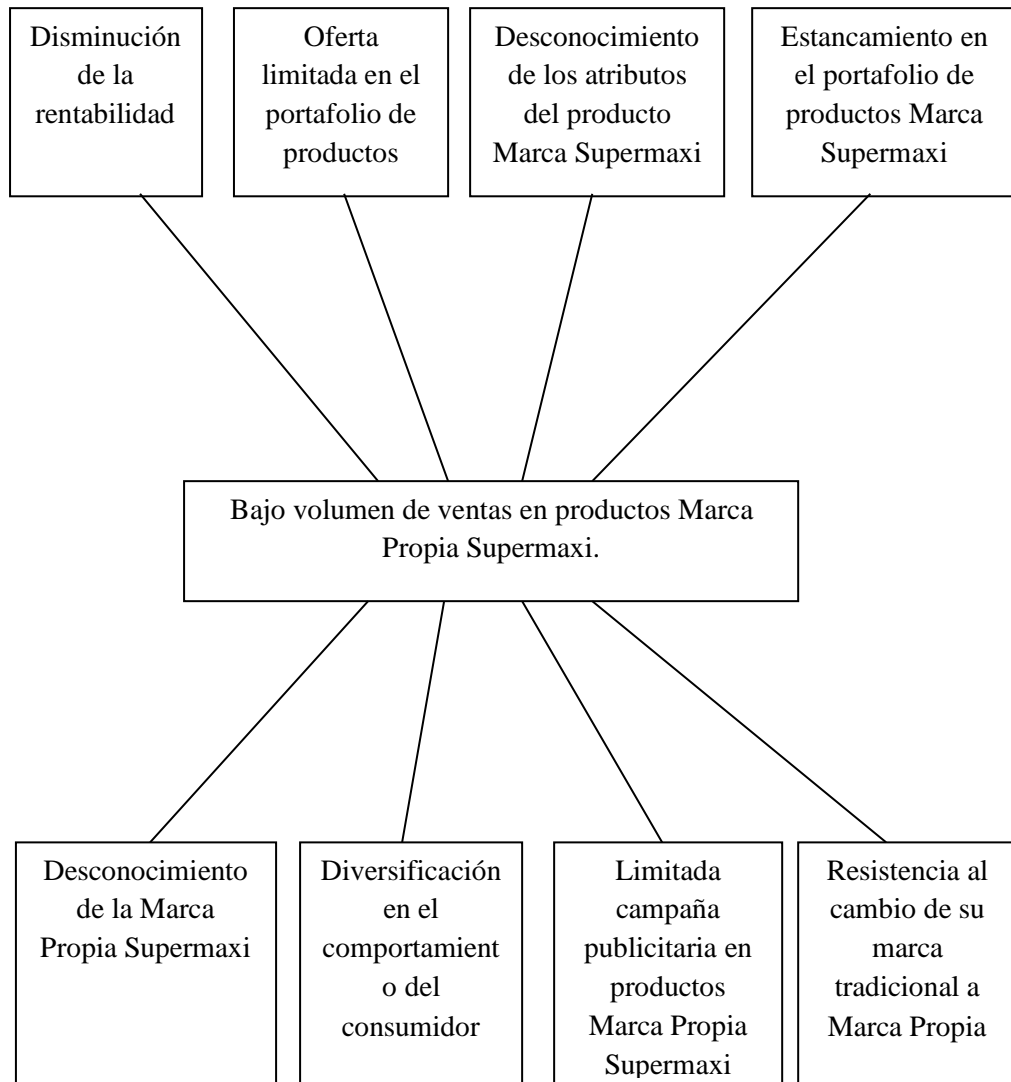 Disminución
de la
rentabilidad
Oferta
limitada en el
portafolio de
productos
Desconocimiento
de los atributos
del producto
Marca Supermaxi
Estancamiento en
el portafolio de
productos Marca
Supermaxi
Bajo volumen de ventas en productos Marca
Propia Supermaxi.
Desconocimiento
de la Marca
Propia Supermaxi
Diversificación
en el
comportamient
o del
consumidor
Limitada
campaña
publicitaria en
productos
Marca Propia
Supermaxi
Resistencia al
cambio de su
marca
tradicional a
Marca Propia